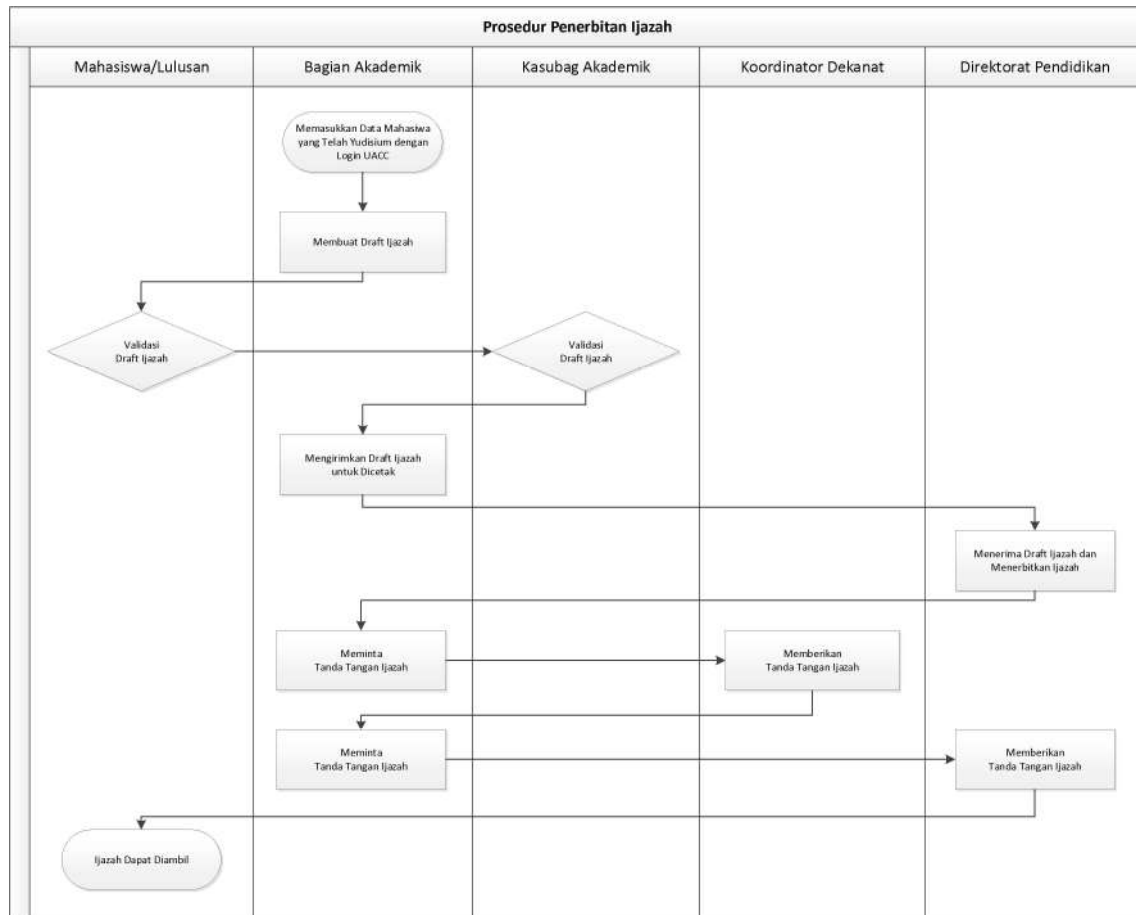 Prosedur Penerbitan Ijazah
Mahasiswa/Lulusan
Bagian Akademik
Kasubag Akademik
Koordinator Dekanat
Direktorat Pendidikan
Memasukkan Data Mahasiwa
yang Telah Yudisium dengan
Login UACC
Membuat Draft Ijazah
Validasi
Draft Ijazah
Validasi
Draft Ijazah
Mengirimkan Draft Ijazah
untuk Dicetak
Menerima Draft Ijazah dan
Menerbitkan Ijazah
Meminta
Tanda Tangan Ijazah
Memberikan
Tanda Tangan Ijazah
Meminta
Tanda Tangan Ijazah
Memberikan
Tanda Tangan Ijazah
Ijazah Dapat Diambil